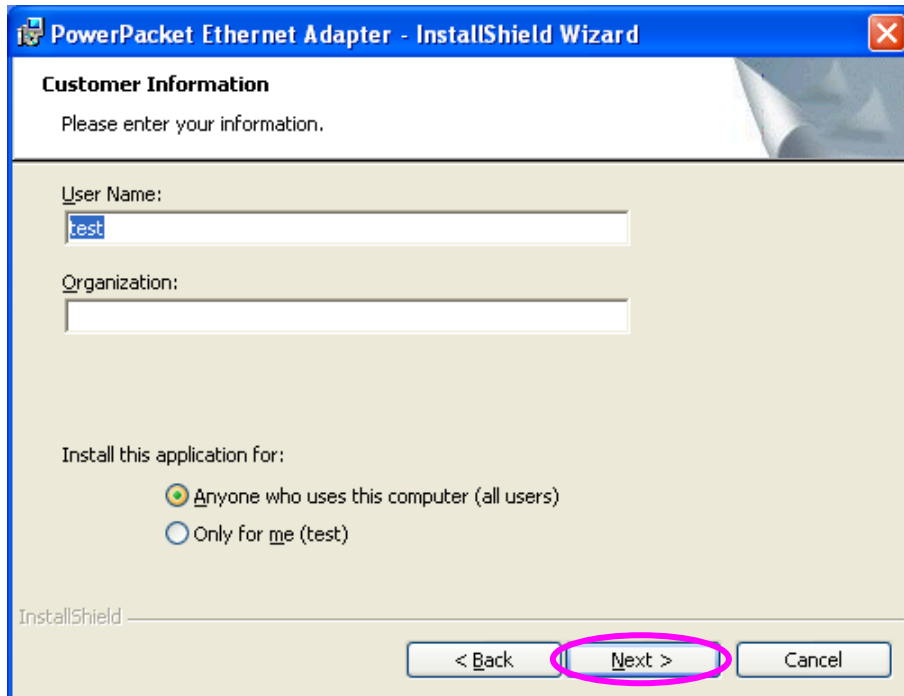 PowerPacket Ethernet Adapter - InstallShield Wizard
Customer Information
Please enter your information.
User Name:
test
Organization:
Install this application for:
Anyone who uses this computer (all users)
Only for me (test)
InstallShield
< Back Next > Cancel